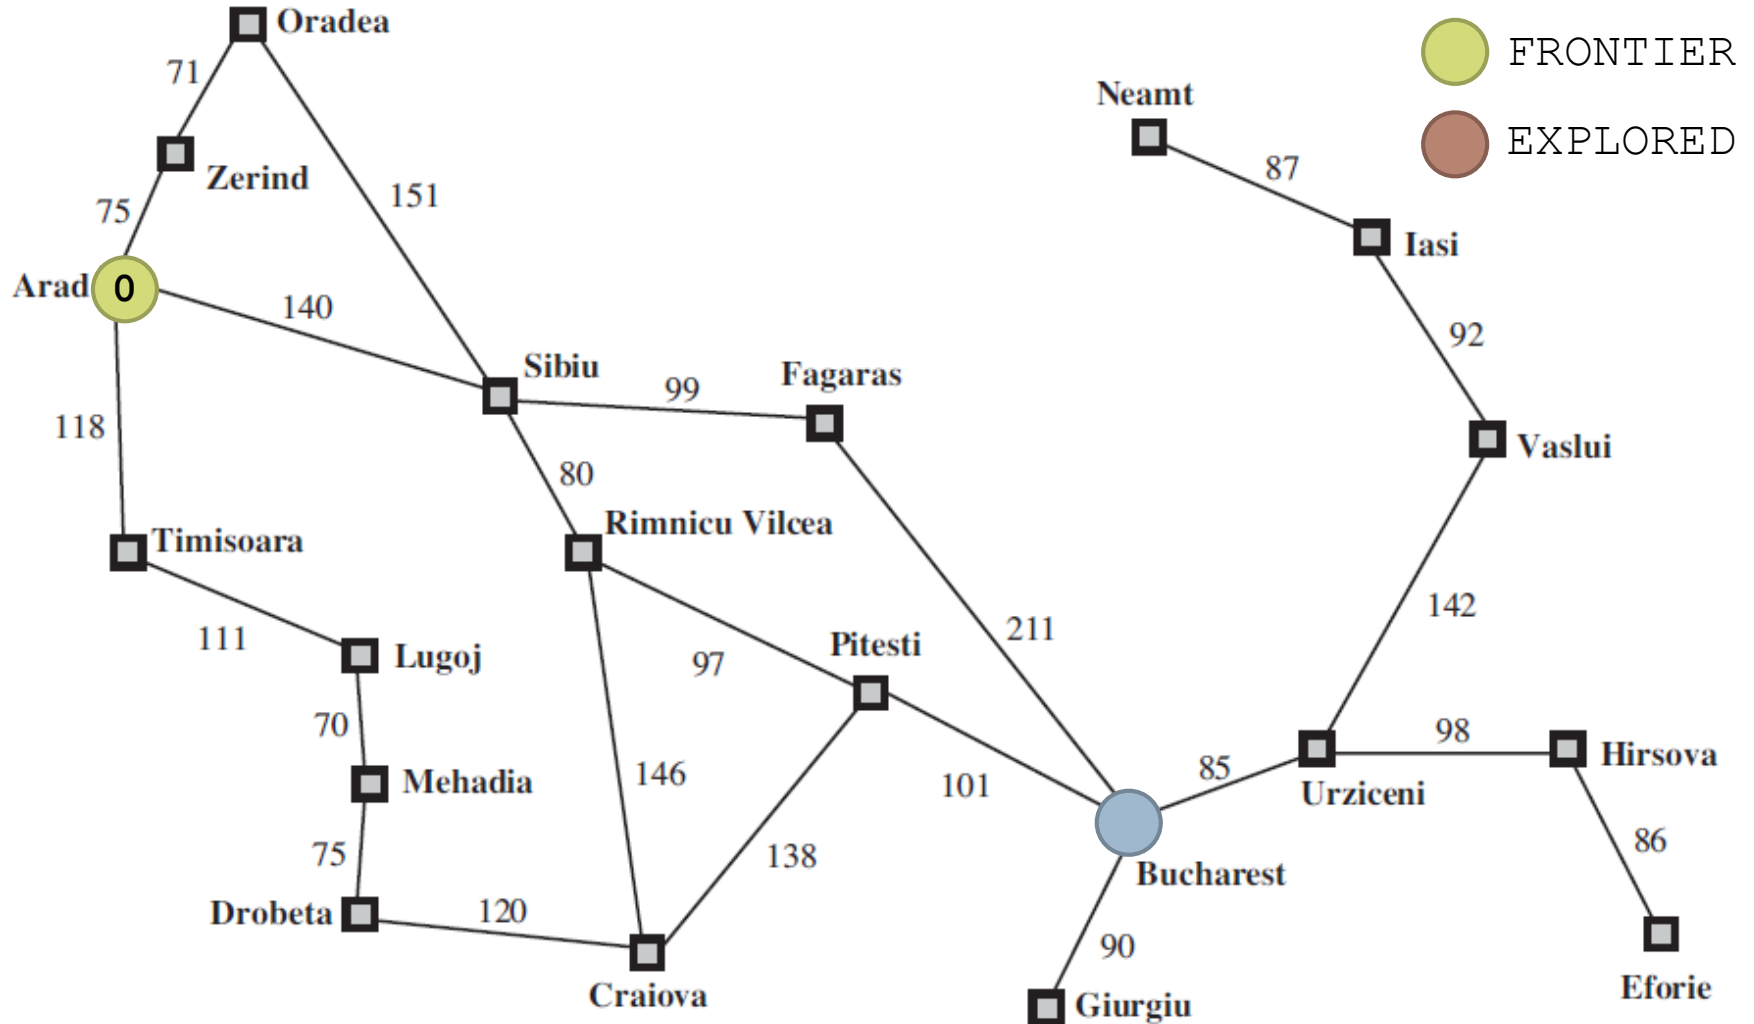 Oradea
FRONTIER
71
Neamt
EXPLORED
87
Zerind
151
75
Iasi
Arad
0
140
92
Sibiu
99
Fagaras
118
Vaslui
80
Rimnicu Vilcea
Timisoara
142
111
211
Pitesti
Lugoj
97
70
98
Hirsova
146
85
Mehadia
101
Urziceni
75
138
86
Bucharest
Drobeta
120
90
Craiova
Eforie
Giurgiu